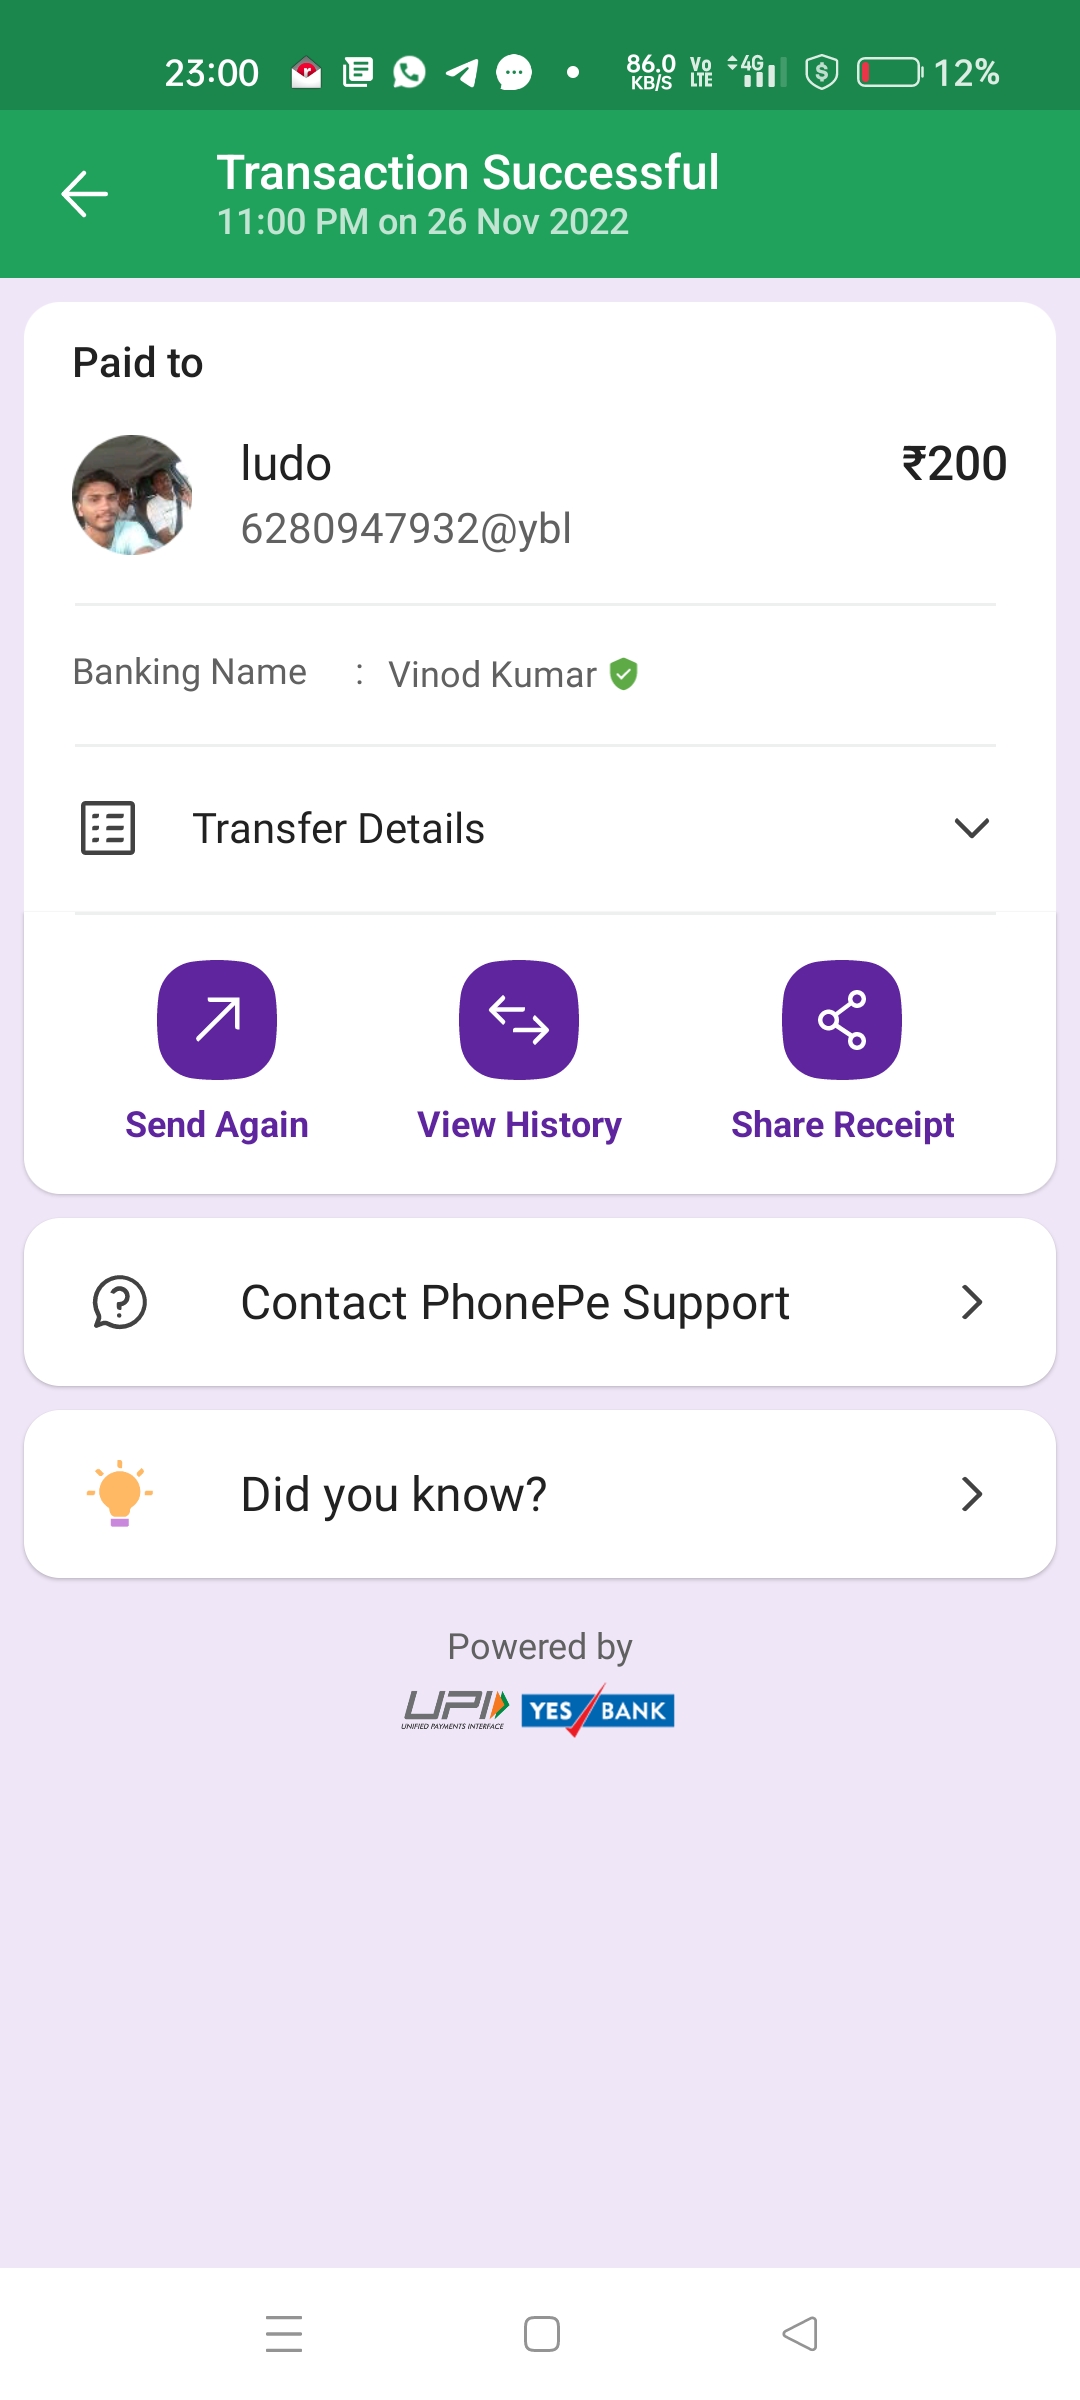 23:00 86.0 KB/S Vo LTE 4G 12%
Transaction Successful
11:00 PM on 26 Nov 2022
Paid to
ludo ₹200
6280947932@ybl
Banking Name : Vinod Kumar
Transfer Details
Send Again View History Share Receipt
Contact PhonePe Support
Did you know?
Powered by
UPI YES BANK
UNIFIED PAYMENTS INTERFACE